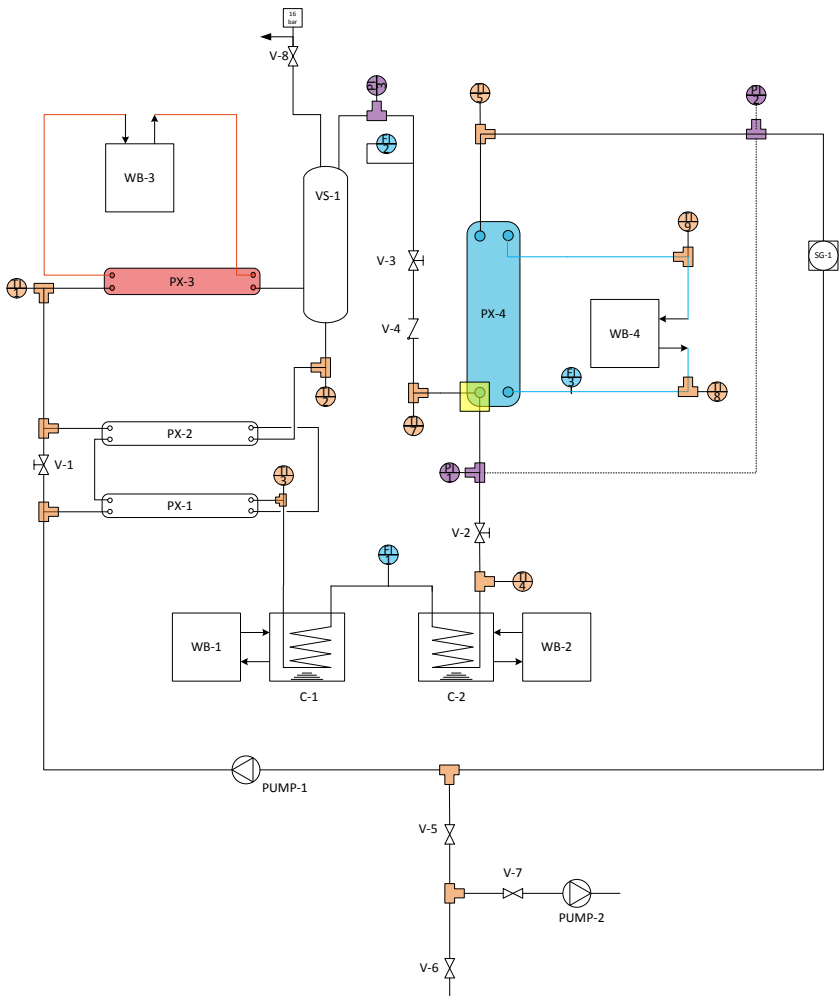 16
bar
V-8
PI
3
TI
5
PI
2
FI
2
WB-3
VS-1
TI
9
V-3
SG-1
TI
1
PX-3
PX-4
V-4
WB-4
FI
3
TI
8
TI
2
TI
7
PX-2
V-1
TI
3
PI
1
PX-1
V-2
FI
1
TI
4
WB-1
WB-2
C-1
C-2
PUMP-1
V-5
V-7
PUMP-2
V-6